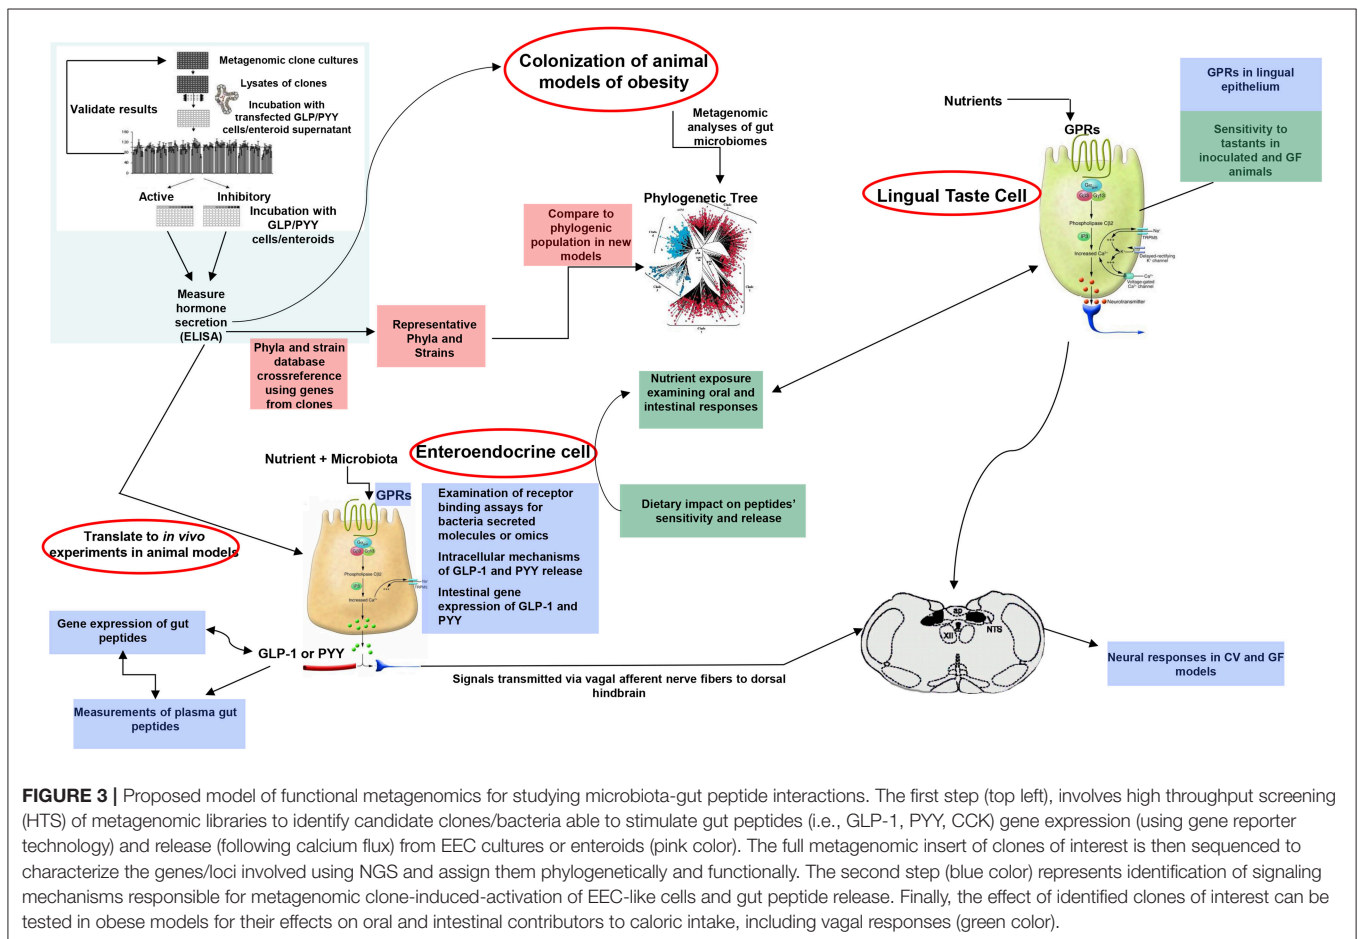 Metagenomic clone cultures
Lysates of clones
Validate results
Incubation with
transfected GLP/PYY
cells/enteroid supernatant
Active
Inhibitory
Incubation with
GLP/PYY
cells/enteroids
Measure
hormone
secretion
(ELISA)
Colonization of animal
models of obesity
Metagenomic
analyses of gut
microbiomes
Phylogenetic Tree
Compare to
phylogenic
population in new
models
Representative
Phyla and
Strains
Phyla and strain
database
crossreference
using genes
from clones
Nutrients
GPRs
Lingual Taste Cell
Phospholipase Cβ2
IP3
Increased Ca²⁺
Na⁺
TRPM5
Delayed-rectifying
K⁺ channel
Ca²⁺
Voltage-gated
Ca²⁺ channel
Neurotransmitter
GPRs in lingual
epithelium
Sensitivity to
tastants in
inoculated and GF
animals
Nutrient exposure
examining oral and
intestinal responses
Dietary impact on peptides'
sensitivity and release
Enteroendocrine cell
Nutrient + Microbiota
GPRs
Phospholipase Cβ2
IP3
Increased Ca²⁺
Na⁺
TRPM5
Examination of receptor
binding assays for
bacteria secreted
molecules or omics
Intracellular mechanisms
of GLP-1 and PYY release
Intestinal gene
expression of GLP-1 and
PYY
Translate to in vivo
experiments in animal models
Gene expression of gut
peptides
GLP-1 or PYY
Measurements of plasma gut
peptides
Signals transmitted via vagal afferent nerve fibers to dorsal
hindbrain
ap
NTS
XII
Neural responses in CV and GF
models
FIGURE 3 | Proposed model of functional metagenomics for studying microbiota-gut peptide interactions. The first step (top left), involves high throughput screening
(HTS) of metagenomic libraries to identify candidate clones/bacteria able to stimulate gut peptides (i.e., GLP-1, PYY, CCK) gene expression (using gene reporter
technology) and release (following calcium flux) from EEC cultures or enteroids (pink color). The full metagenomic insert of clones of interest is then sequenced to
characterize the genes/loci involved using NGS and assign them phylogenetically and functionally. The second step (blue color) represents identification of signaling
mechanisms responsible for metagenomic clone-induced-activation of EEC-like cells and gut peptide release. Finally, the effect of identified clones of interest can be
tested in obese models for their effects on oral and intestinal contributors to caloric intake, including vagal responses (green color).